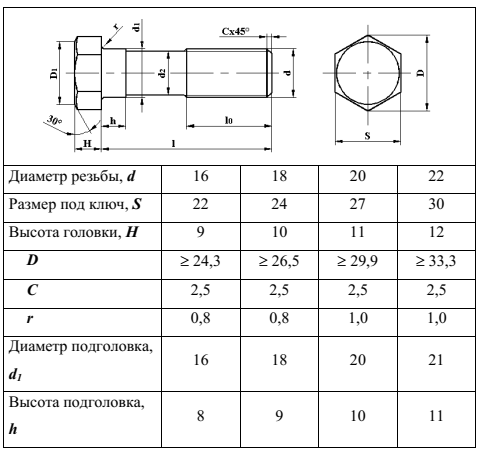 r d₁ Cx45°
D₁ d₂ d D
30° h l₀
H l S
Диаметр резьбы, d 16 18 20 22
Размер под ключ, S 22 24 27 30
Высота головки, H 9 10 11 12
D ≥ 24,3 ≥ 26,5 ≥ 29,9 ≥ 33,3
C 2,5 2,5 2,5 2,5
r 0,8 0,8 1,0 1,0
Диаметр подголовка,
d₁ 16 18 20 21
Высота подголовка,
h 8 9 10 11